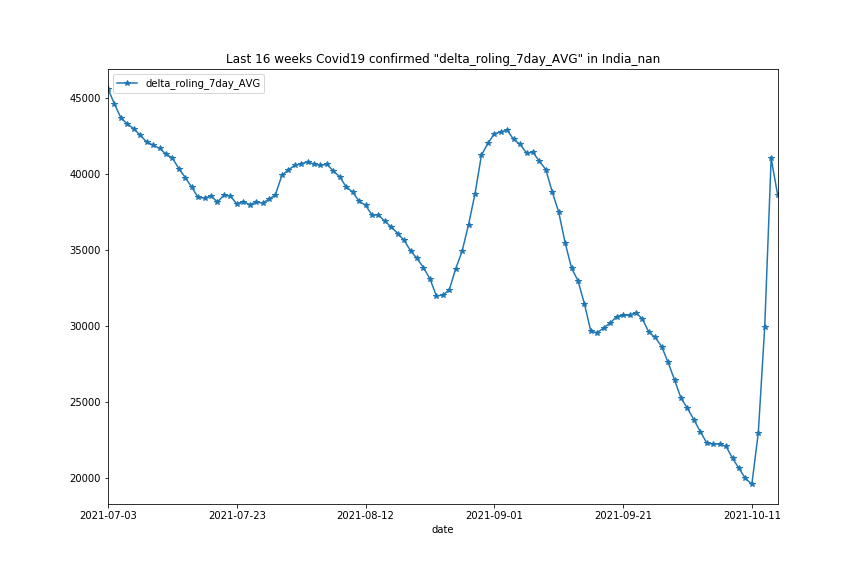 Last 16 weeks Covid19 confirmed "delta_roling_7day_AVG" in India_nan
delta_roling_7day_AVG
45000
40000
35000
30000
25000
20000
2021-07-03 2021-07-23 2021-08-12 2021-09-01 2021-09-21 2021-10-11
date